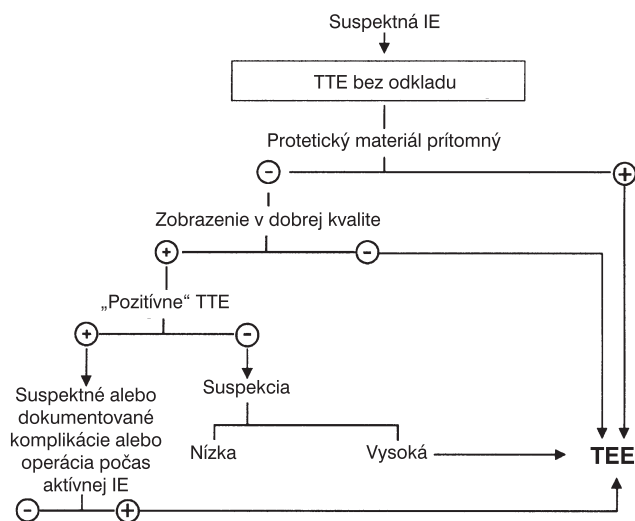 Suspektná IE
TTE bez odkladu
Protetický materiál prítomný
- +
Zobrazenie v dobrej kvalite
+ -
„Pozitívne“ TTE
+ -
Suspektné alebo
dokumentované
komplikácie alebo
operácia počas
aktívnej IE
Suspekcia
Nízka Vysoká TEE
- +